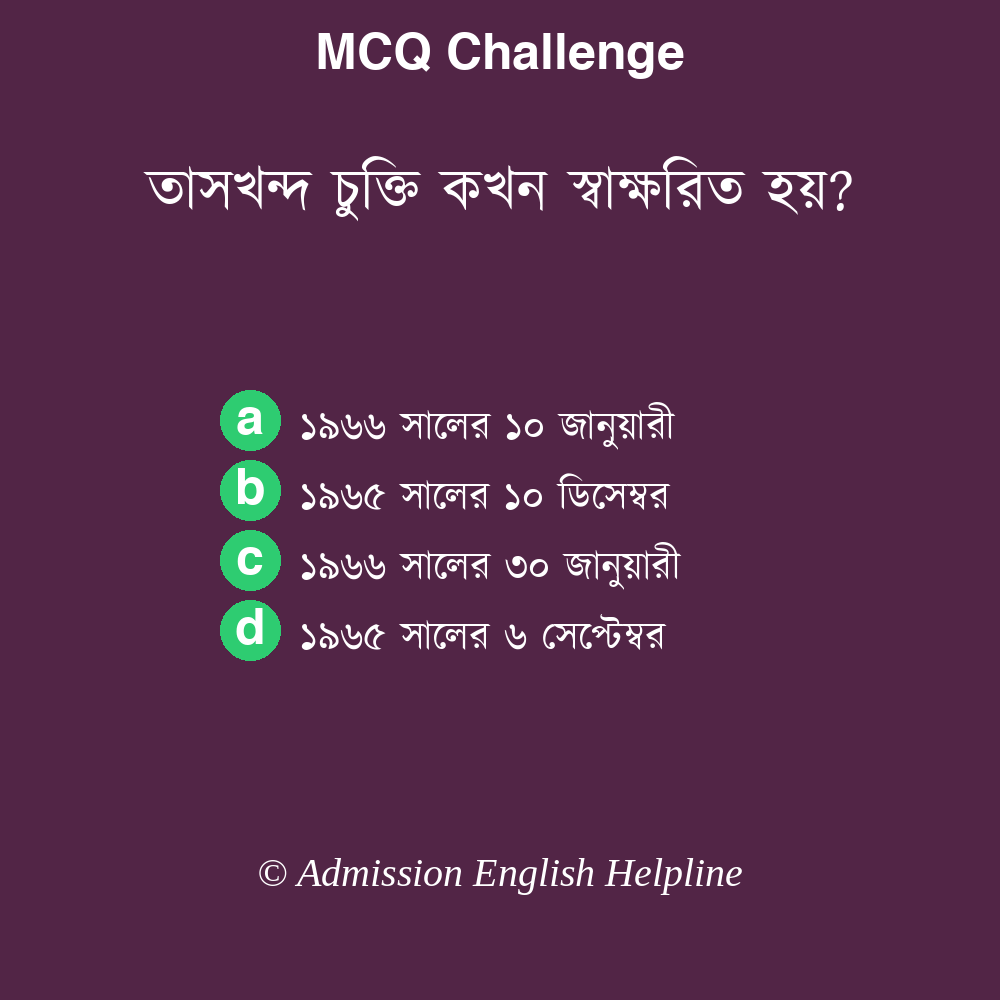 MCQ Challenge
তাসখন্দ চুক্তি কখন স্বাক্ষরিত হয়?
a ১৯৬৬ সালের ১০ জানুয়ারী
b ১৯৬৫ সালের ১০ ডিসেম্বর
c ১৯৬৬ সালের ৩০ জানুয়ারী
d ১৯৬৫ সালের ৬ সেপ্টেম্বর
© Admission English Helpline